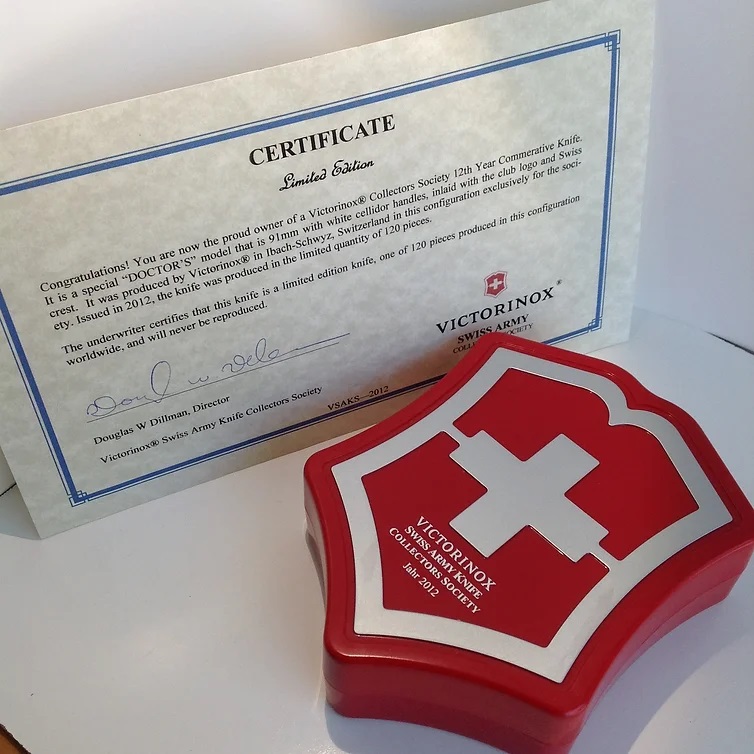 CERTIFICATE
Limited Edition
Congratulations! You are now the proud owner of a Victorinox® Collectors Society 12th Year Commerative Knife.
It is a special "DOCTOR'S" model that is 91mm with white cellidor handles, inlaid with the club logo and Swiss
crest. It was produced by Victorinox® in Ibach-Schwyz, Switzerland in this configuration exclusively for the soci-
ety. Issued in 2012, the knife was produced in the limited quantity of 120 pieces.
The underwriter certifies that this knife is a limited edition knife, one of 120 pieces produced in this configuration
worldwide, and will never be reproduced.
Douglas W Dillman, Director
Victorinox® Swiss Army Knife Collectors Society
VSAKS—2012
VICTORINOX®
SWISS ARMY
SOCIETY
VICTORINOX
SWISS ARMY KNIFE
COLLECTORS SOCIETY
Jahr 2012